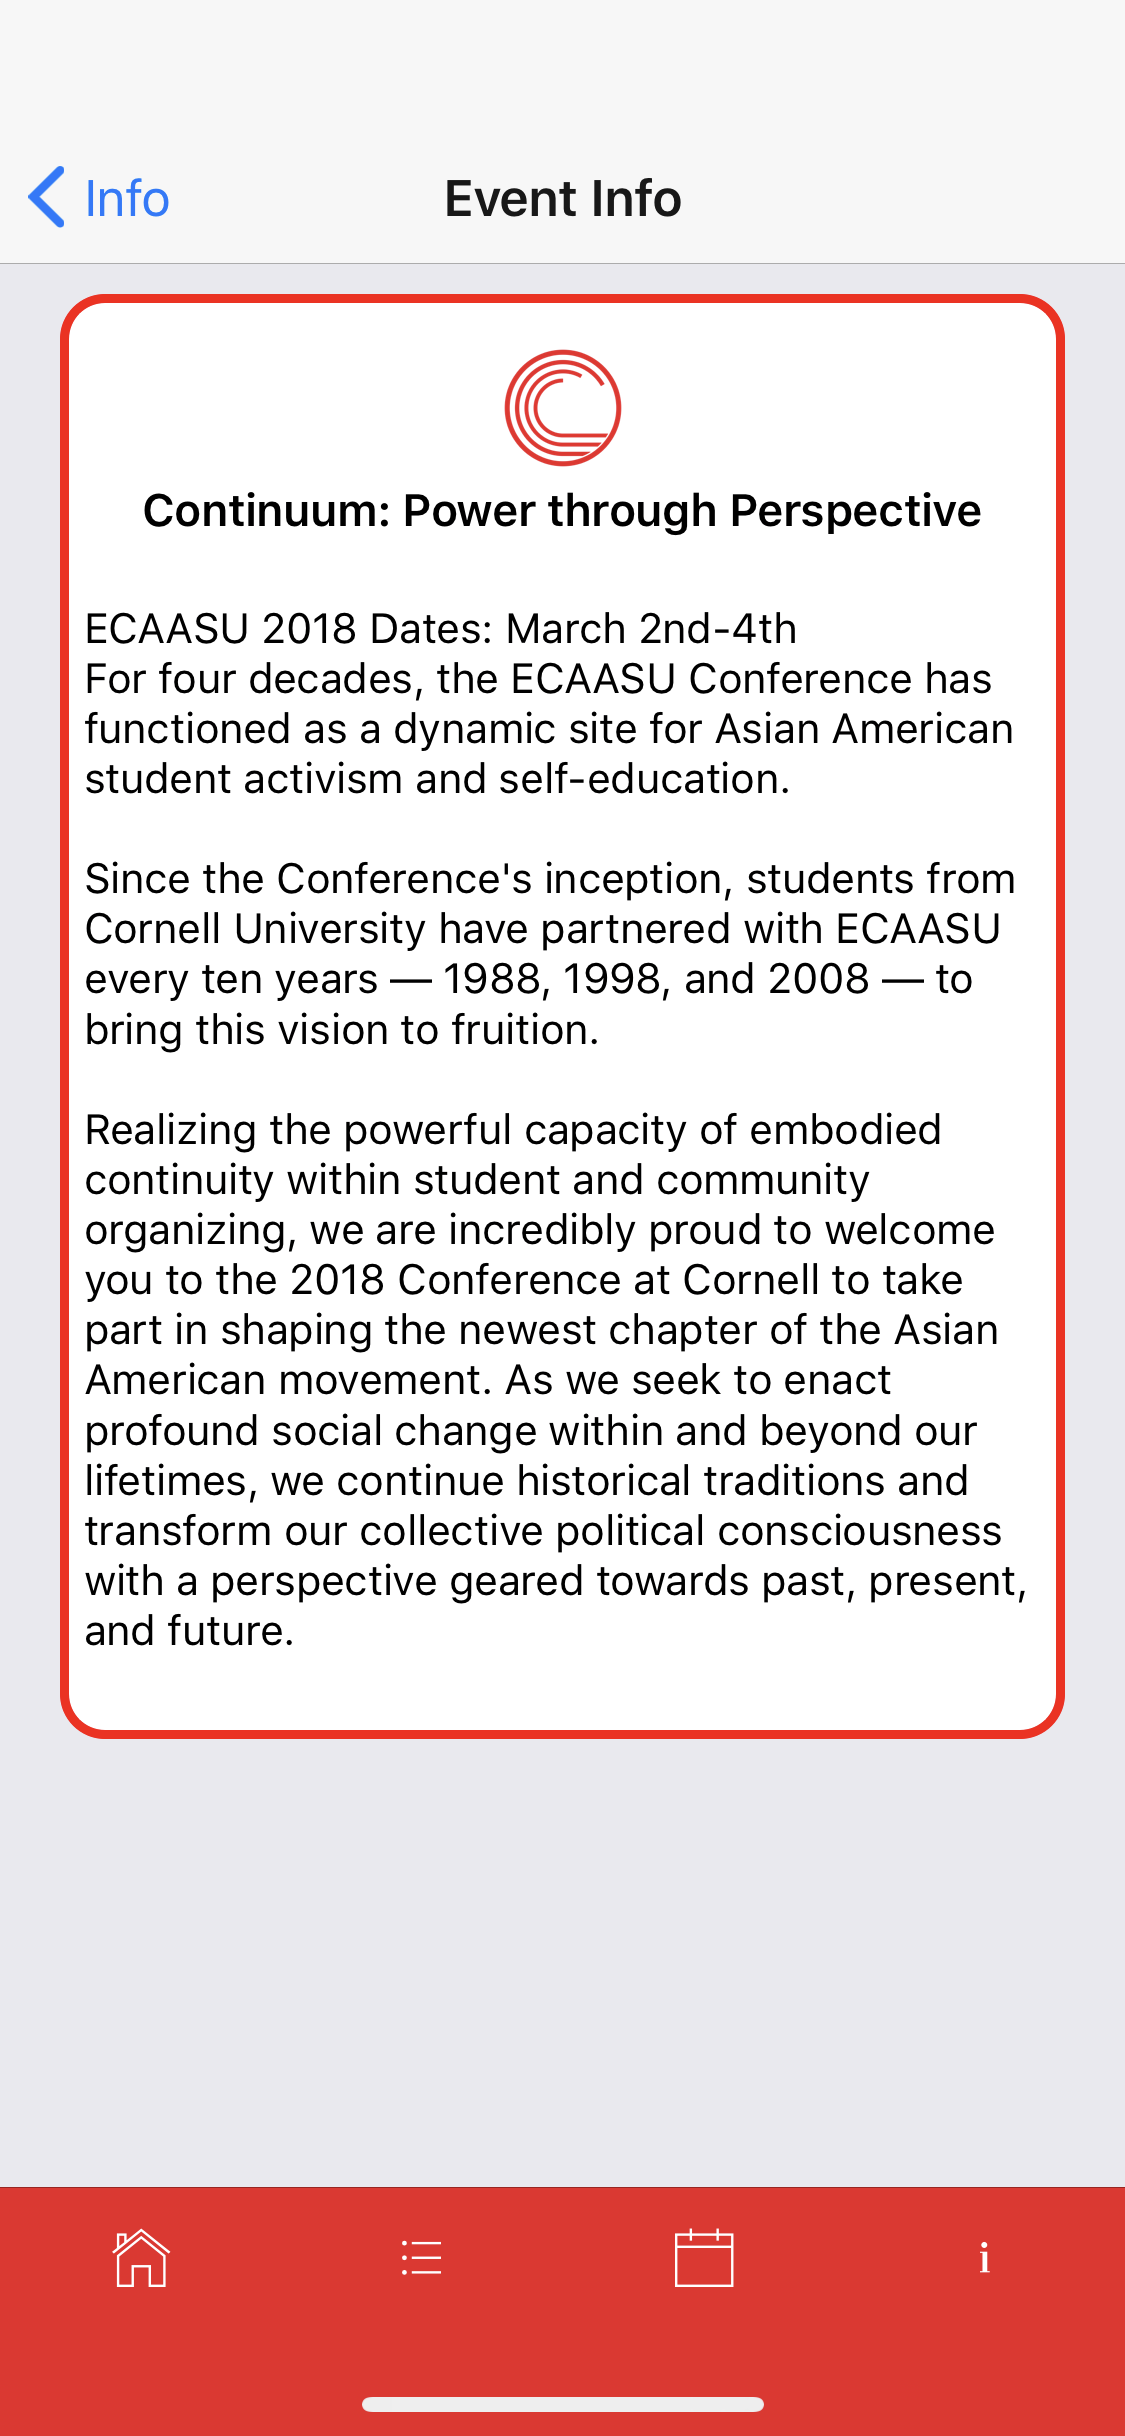 Info
Event Info
Continuum: Power through Perspective
ECAASU 2018 Dates: March 2nd-4th
For four decades, the ECAASU Conference has
functioned as a dynamic site for Asian American
student activism and self-education.
Since the Conference's inception, students from
Cornell University have partnered with ECAASU
every ten years — 1988, 1998, and 2008 — to
bring this vision to fruition.
Realizing the powerful capacity of embodied
continuity within student and community
organizing, we are incredibly proud to welcome
you to the 2018 Conference at Cornell to take
part in shaping the newest chapter of the Asian
American movement. As we seek to enact
profound social change within and beyond our
lifetimes, we continue historical traditions and
transform our collective political consciousness
with a perspective geared towards past, present,
and future.